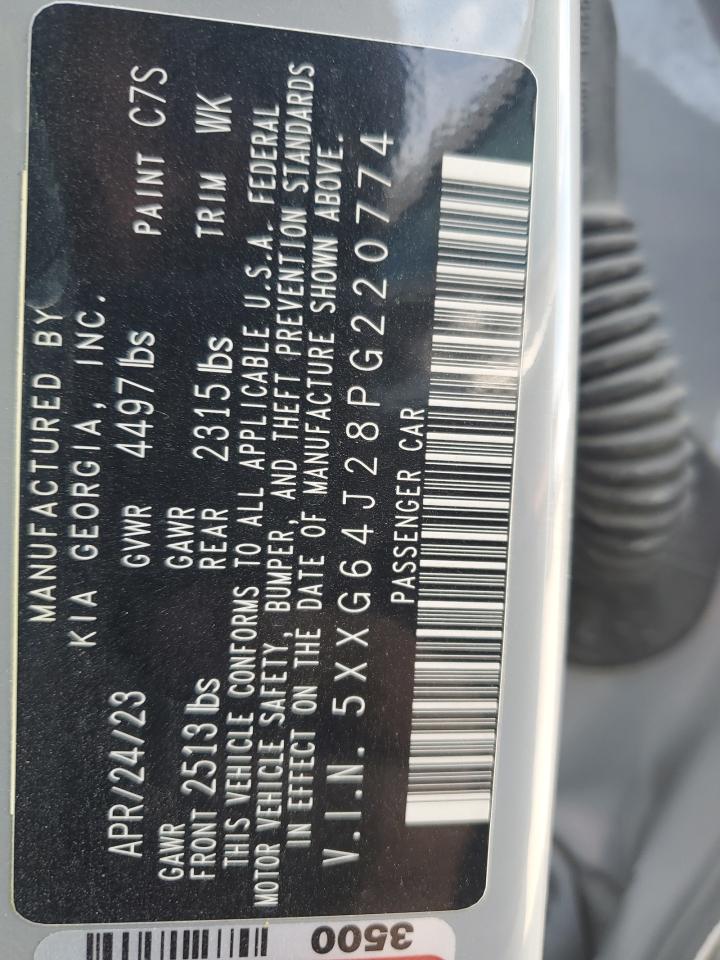 MANUFACTURED BY
KIA GEORGIA, INC.
APR/24/23 GVWR 4497lbs PAINT C7S
GAWR GAWR
FRONT 2513lbs REAR 2315lbs TRIM WK
THIS VEHICLE CONFORMS TO ALL APPLICABLE U.S.A. FEDERAL
MOTOR VEHICLE SAFETY, BUMPER, AND THEFT PREVENTION STANDARDS
IN EFFECT ON THE DATE OF MANUFACTURE SHOWN ABOVE.
V.I.N. 5XXG64J28PG220774
PASSENGER CAR
3500